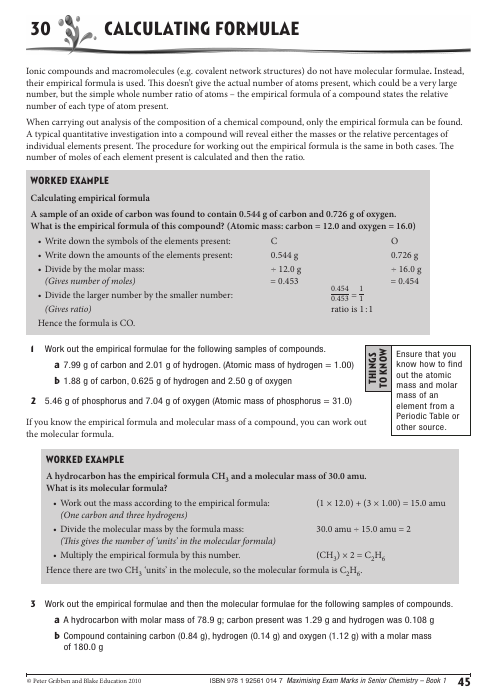 30 CALCULATING FORMULAE
Ionic compounds and macromolecules (e.g. covalent network structures) do not have molecular formulae. Instead,
their empirical formula is used. This doesn't give the actual number of atoms present, which could be a very large
number, but the simple whole number ratio of atoms – the empirical formula of a compound states the relative
number of each type of atom present.
When carrying out analysis of the composition of a chemical compound, only the empirical formula can be found.
A typical quantitative investigation into a compound will reveal either the masses or the relative percentages of
individual elements present. The procedure for working out the empirical formula is the same in both cases. The
number of moles of each element present is calculated and then the ratio.
WORKED EXAMPLE
Calculating empirical formula
A sample of an oxide of carbon was found to contain 0.544 g of carbon and 0.726 g of oxygen.
What is the empirical formula of this compound? (Atomic mass: carbon = 12.0 and oxygen = 16.0)
• Write down the symbols of the elements present: C O
• Write down the amounts of the elements present: 0.544 g 0.726 g
• Divide by the molar mass: ÷ 12.0 g ÷ 16.0 g
(Gives number of moles) = 0.453 = 0.454
• Divide the larger number by the smaller number: 0.454/0.453 = 1/1
(Gives ratio) ratio is 1:1
Hence the formula is CO.
1 Work out the empirical formulae for the following samples of compounds.
a 7.99 g of carbon and 2.01 g of hydrogen. (Atomic mass of hydrogen = 1.00)
b 1.88 g of carbon, 0.625 g of hydrogen and 2.50 g of oxygen
2 5.46 g of phosphorus and 7.04 g of oxygen (Atomic mass of phosphorus = 31.0)
THINGS
TO KNOW
Ensure that you
know how to find
out the atomic
mass and molar
mass of an
element from a
Periodic Table or
other source.
If you know the empirical formula and molecular mass of a compound, you can work out
the molecular formula.
WORKED EXAMPLE
A hydrocarbon has the empirical formula CH₃ and a molecular mass of 30.0 amu.
What is its molecular formula?
• Work out the mass according to the empirical formula: (1 × 12.0) + (3 × 1.00) = 15.0 amu
(One carbon and three hydrogens)
• Divide the molecular mass by the formula mass: 30.0 amu ÷ 15.0 amu = 2
(This gives the number of 'units' in the molecular formula)
• Multiply the empirical formula by this number. (CH₃) × 2 = C₂H₆
Hence there are two CH₃ 'units' in the molecule, so the molecular formula is C₂H₆.
3 Work out the empirical formulae and then the molecular formulae for the following samples of compounds.
a A hydrocarbon with molar mass of 78.9 g; carbon present was 1.29 g and hydrogen was 0.108 g
b Compound containing carbon (0.84 g), hydrogen (0.14 g) and oxygen (1.12 g) with a molar mass
of 180.0 g
© Peter Gribben and Blake Education 2010 ISBN 978 1 92561 014 7 Maximising Exam Marks in Senior Chemistry – Book 1 45